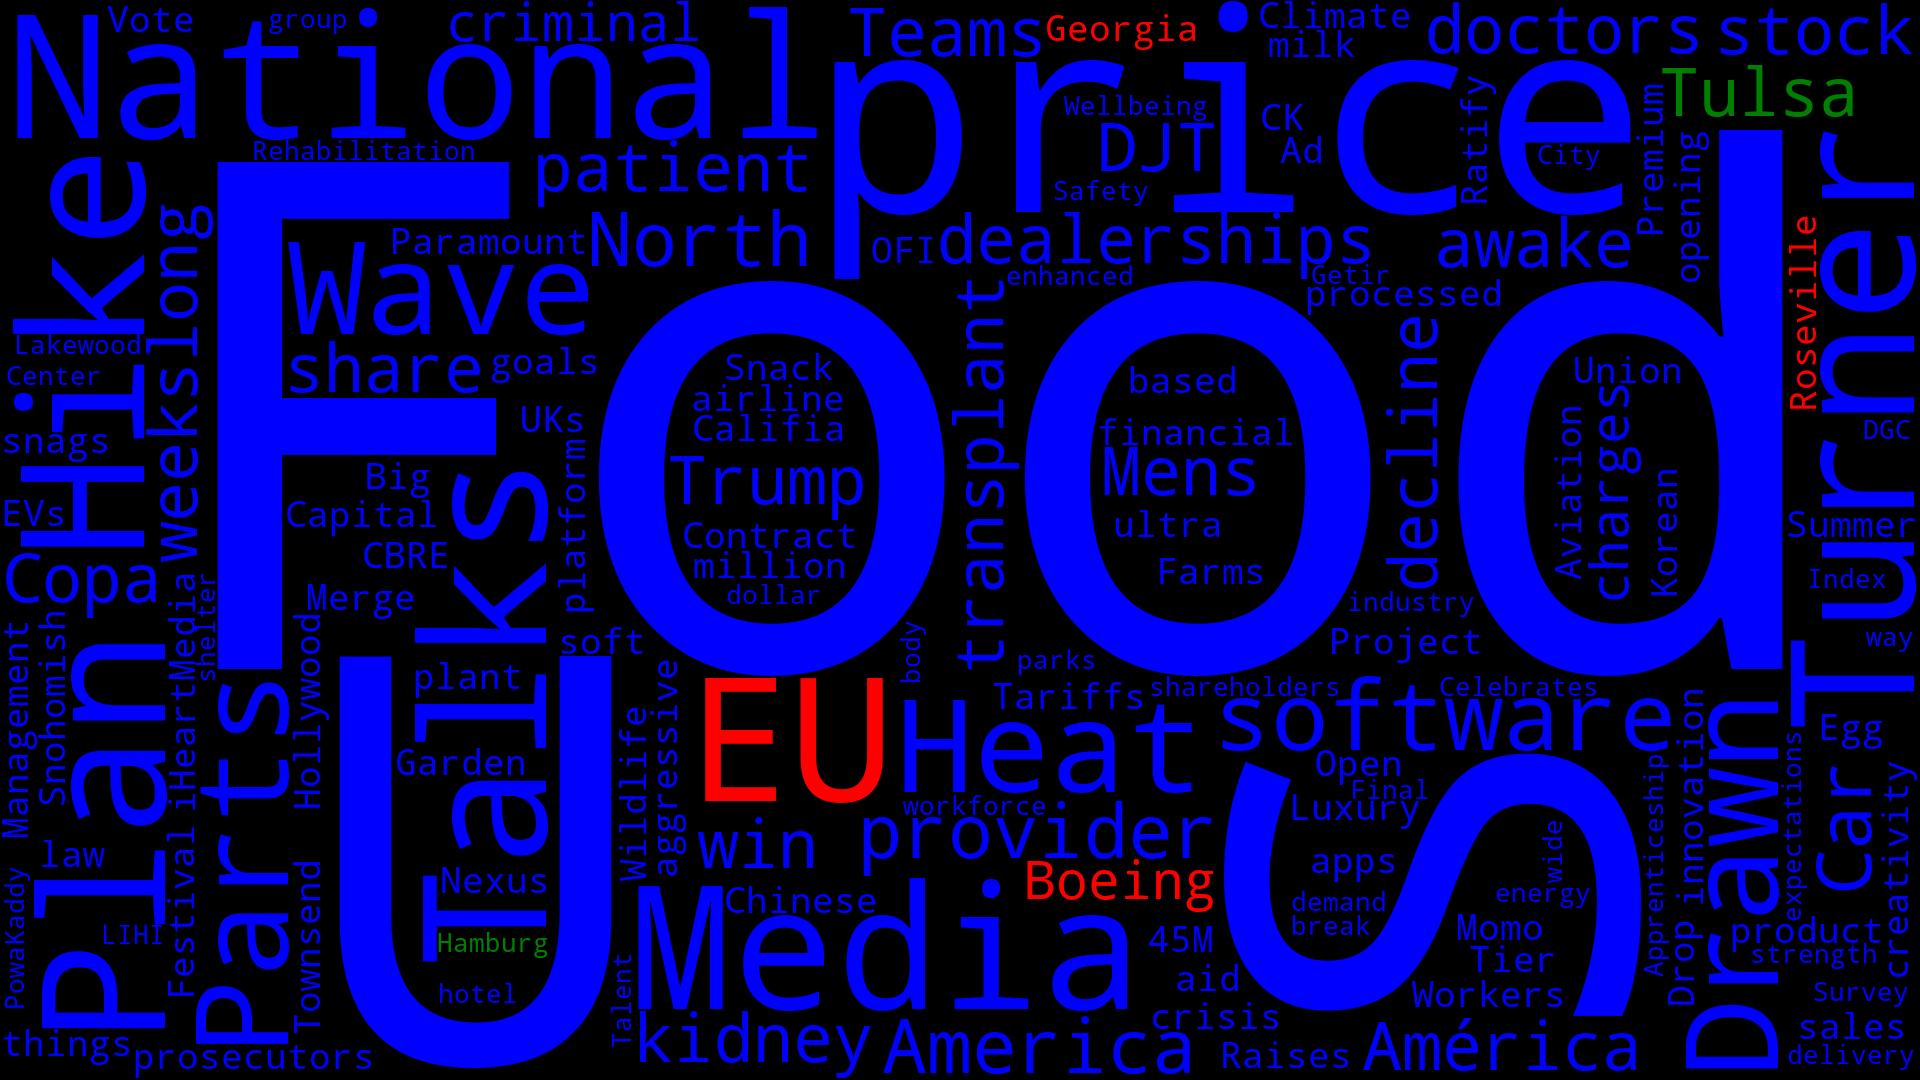 National
Vote
group
criminal
Teams
Georgia
Climate
milk
doctors
stock
price
Tulsa
Wellbeing
DJT
CK
Ad
Safety
Ratify
City
Premium
opening
Rehabilitation
patient
Hike
weekslong
Food
Paramount
North
OFI
dealerships
enhanced
Getir
processed
awake
Roseville
Turner
Wave
share
goals
Lakewood
Center
snags
EVs
UKs
Big
Capital
CBRE
Merge
Talks
platform
soft
Snack
airline
Califia
Trump
Contract
million
dollar
transplant
based
financial
Mens
ultra
Farms
decline
industry
Project
Union
Aviation
charges
Korean
DGC
Summer
Index
way
Copa
Plan
Management
Snohomish
iHeartMedia
shelter
Hollywood
Parts
US
plant
Garden
Nexus
Hamburg
hotel
body
parks
Tariffs
shareholders
Celebrates
EU
Heat
software
aggressive
Wildlife
workforce
win
provider
Boeing
Open
Final
Luxury
apps
demand
break
wide
energy
Momo
Tier
Workers
Apprenticeship
innovation
Drop
Drawn
expectations
Egg
Car
creativity
product
strength
Survey
sales
delivery
law
PowaKaddy
LIHI
Festival
Townsend
things
prosecutors
Talent
Media
Chinese
45M
aid
crisis
kidney
America
Raises
América